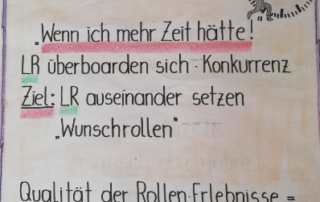 „Wenn ich mehr Zeit hätte!
LR überboarden sich · Konkurrenz
Ziel: LR auseinander setzen
„Wunschrollen“
Qualität der Rollen-Erlebnisse =